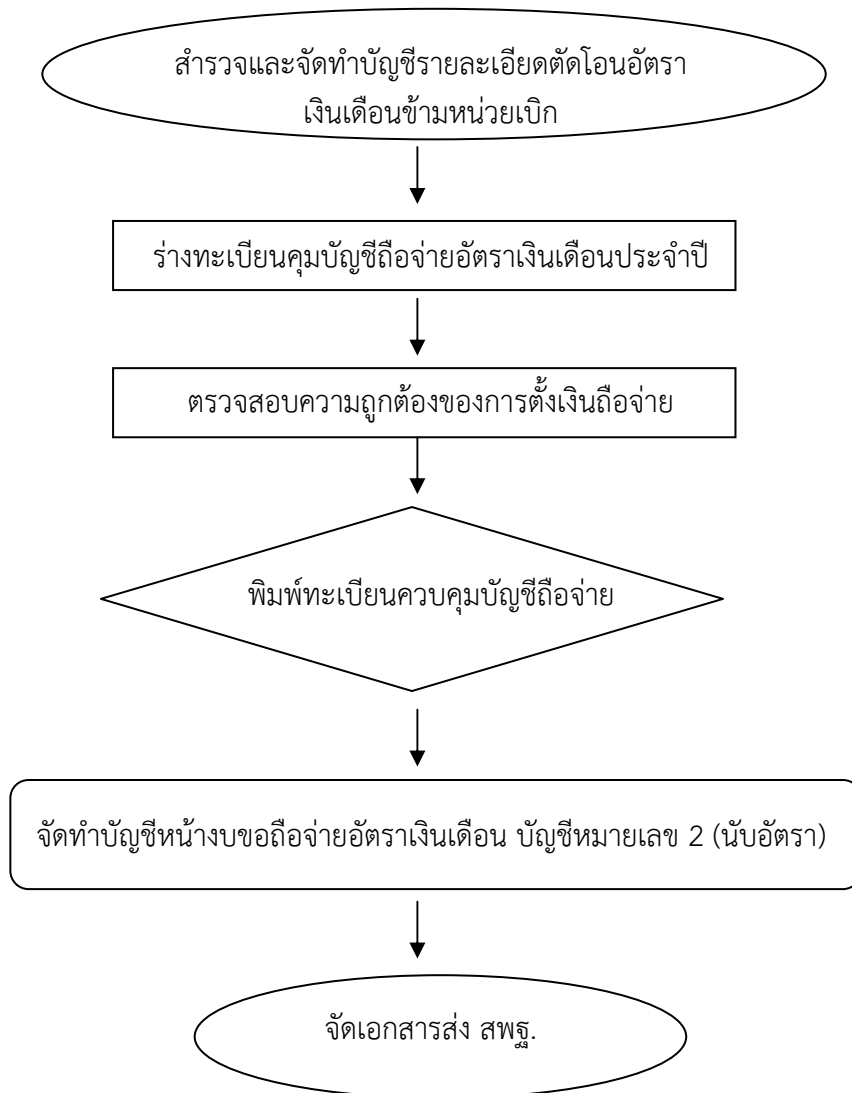 สำรวจและจัดทำบัญชีรายละเอียดตัดโอนอัตรา
เงินเดือนข้ามหน่วยเบิก
ร่างทะเบียนคุมบัญชีถือจ่ายอัตราเงินเดือนประจำปี
ตรวจสอบความถูกต้องของการตั้งเงินถือจ่าย
พิมพ์ทะเบียนควบคุมบัญชีถือจ่าย
จัดทำบัญชีหน้างบขอถือจ่ายอัตราเงินเดือน บัญชีหมายเลข 2 (นับอัตรา)
จัดเอกสารส่ง สพฐ.